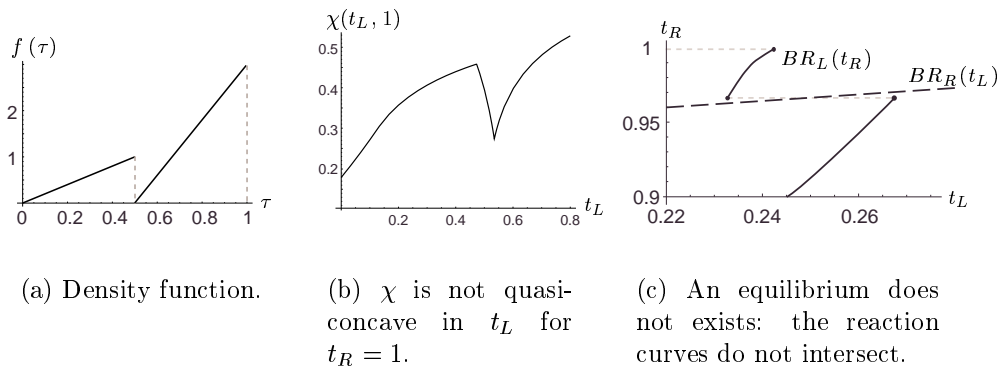 f (τ)
2
1
0 0.2 0.4 0.6 0.8 1 τ
χ(t_L, 1)
0.5
0.4
0.3
0.2
0.2 0.4 0.6 0.8 t_L
t_R
1
BR_L(t_R)
BR_R(t_L)
0.95
0.9
0.22 0.24 0.26 t_L
(a) Density function.
(b) χ is not quasi-
concave in t_L for
t_R = 1.
(c) An equilibrium does
not exists: the reaction
curves do not intersect.